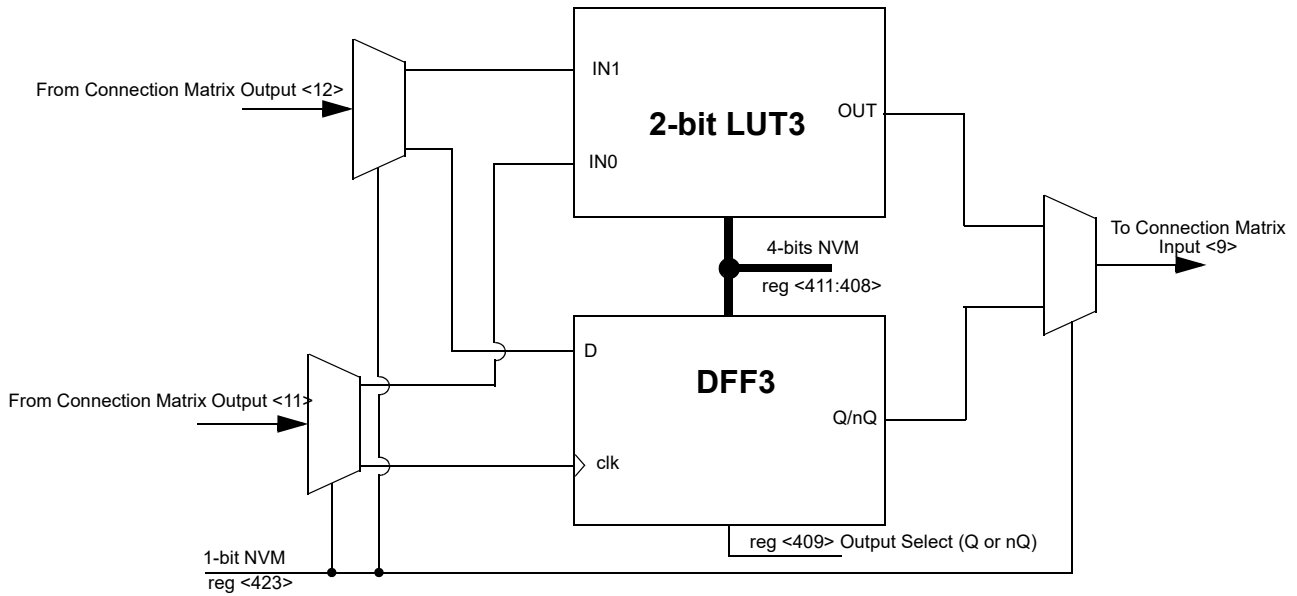 From Connection Matrix Output <12>
IN1
2-bit LUT3
OUT
IN0
To Connection Matrix
Input <9>
4-bits NVM
reg <411:408>
D
DFF3
From Connection Matrix Output <11>
Q/nQ
clk
reg <409> Output Select (Q or nQ)
1-bit NVM
reg <423>